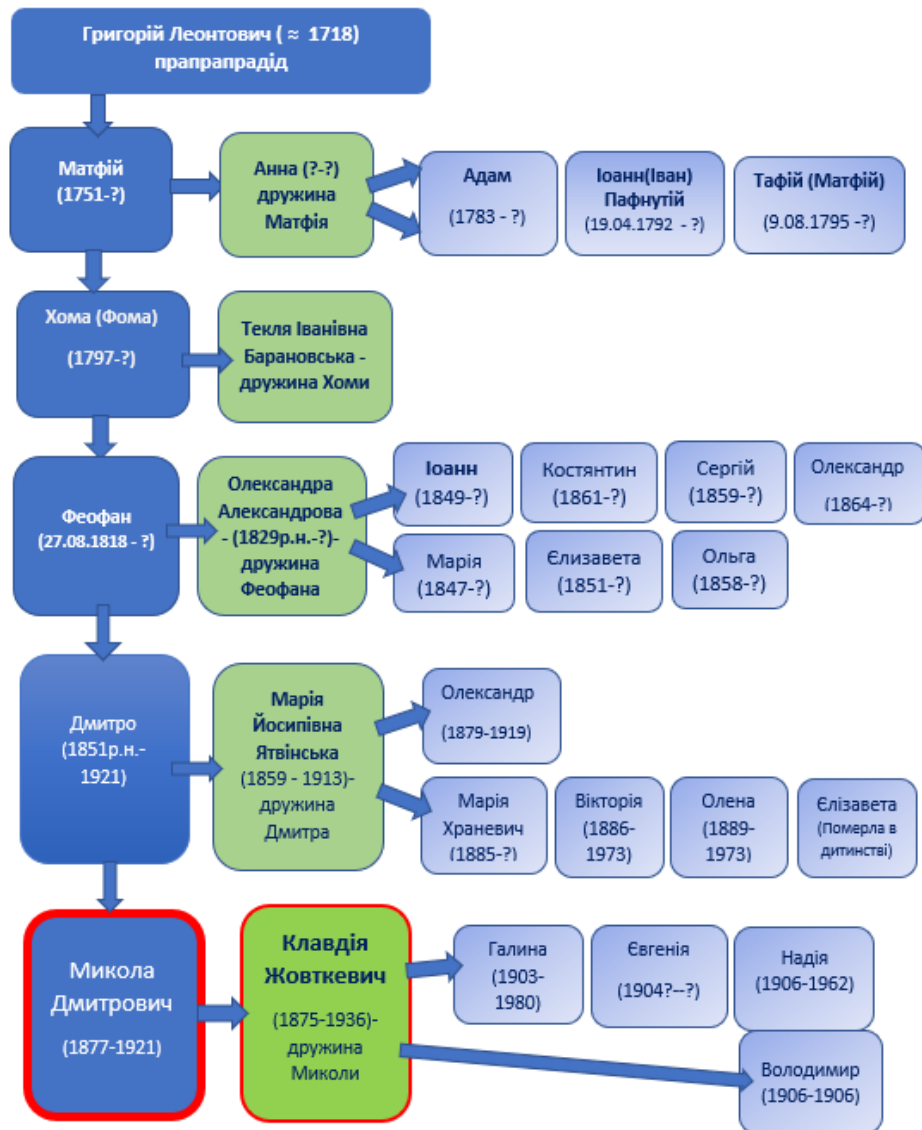 Григорій Леонтович ( ≈ 1718)
прапрапрадід
Матфій
(1751-?)
Анна (?-?)
дружина
Матфія
Адам
(1783 - ?)
Іоанн(Іван)
Пафнутій
(19.04.1792 - ?)
Тафій (Матфій)
(9.08.1795 -?)
Хома (Фома)
(1797-?)
Текля Іванівна
Барановська -
дружина Хоми
Феофан
(27.08.1818 - ?)
Олександра
Александрова
- (1829р.н.-?)-
дружина
Феофана
Іоанн
(1849-?)
Костянтин
(1861-?)
Сергій
(1859-?)
Олександр
(1864-?)
Марія
(1847-?)
Єлизавета
(1851-?)
Ольга
(1858-?)
Дмитро
(1851р.н.-
1921)
Марія
Йосипівна
Ятвінська
(1859 - 1913)-
дружина
Дмитра
Олександр
(1879-1919)
Марія
Храневич
(1885-?)
Вікторія
(1886-
1973)
Олена
(1889-
1973)
Єлізавета
(Померла в
дитинстві)
Микола
Дмитрович
(1877-1921)
Клавдія
Жовткевич
(1875-1936)-
дружина
Миколи
Галина
(1903-
1980)
Євгенія
(1904?--?)
Надія
(1906-1962)
Володимир
(1906-1906)